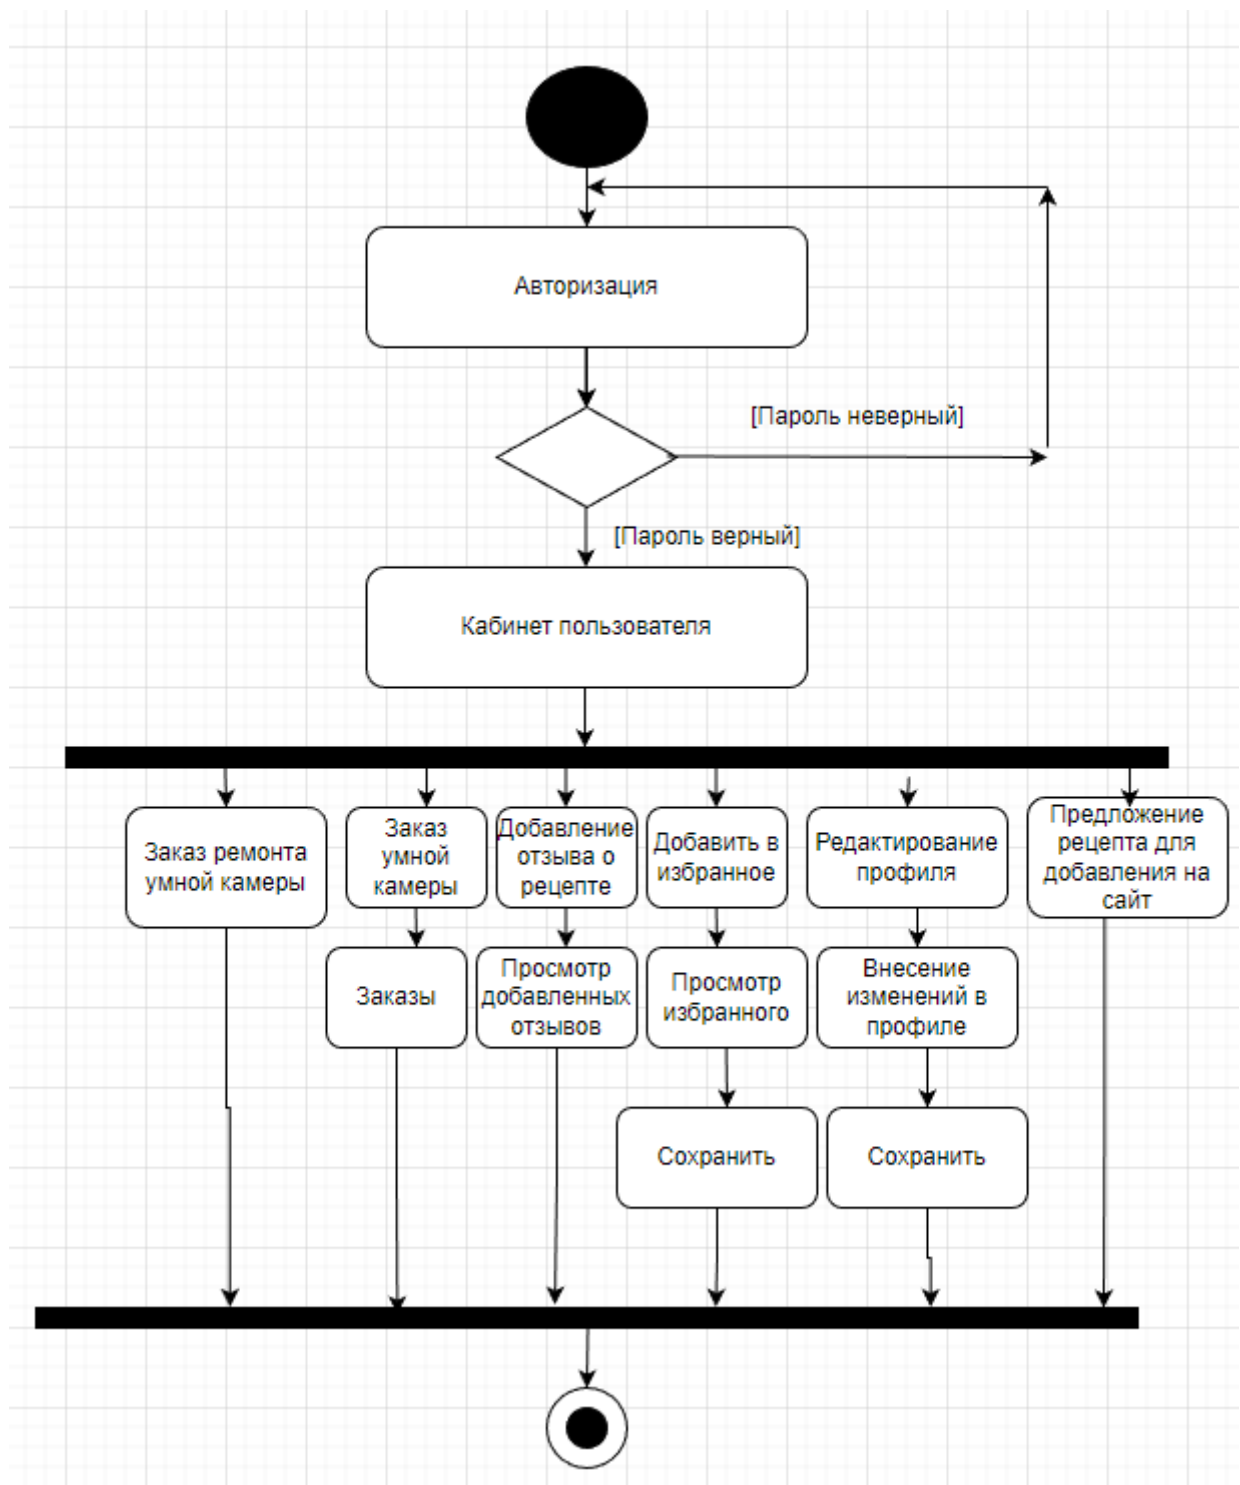 Авторизация
[Пароль неверный]
[Пароль верный]
Кабинет пользователя
Заказ ремонта
умной камеры
Заказ
умной
камеры
Добавление
отзыва о
рецепте
Добавить в
избранное
Редактирование
профиля
Предложение
рецепта для
добавления на
сайт
Заказы
Просмотр
добавленных
отзывов
Просмотр
избранного
Внесение
изменений в
профиле
Сохранить
Сохранить